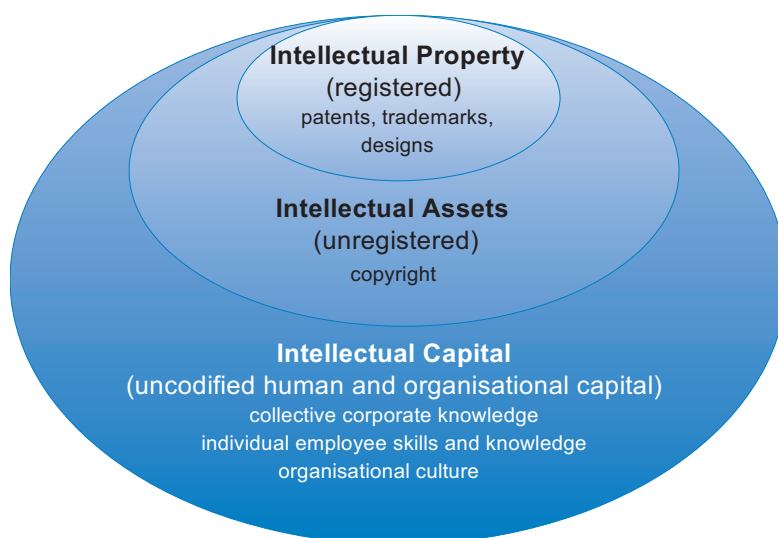 Intellectual Property
(registered)
patents, trademarks,
designs
Intellectual Assets
(unregistered)
copyright
Intellectual Capital
(uncodified human and organisational capital)
collective corporate knowledge
individual employee skills and knowledge
organisational culture